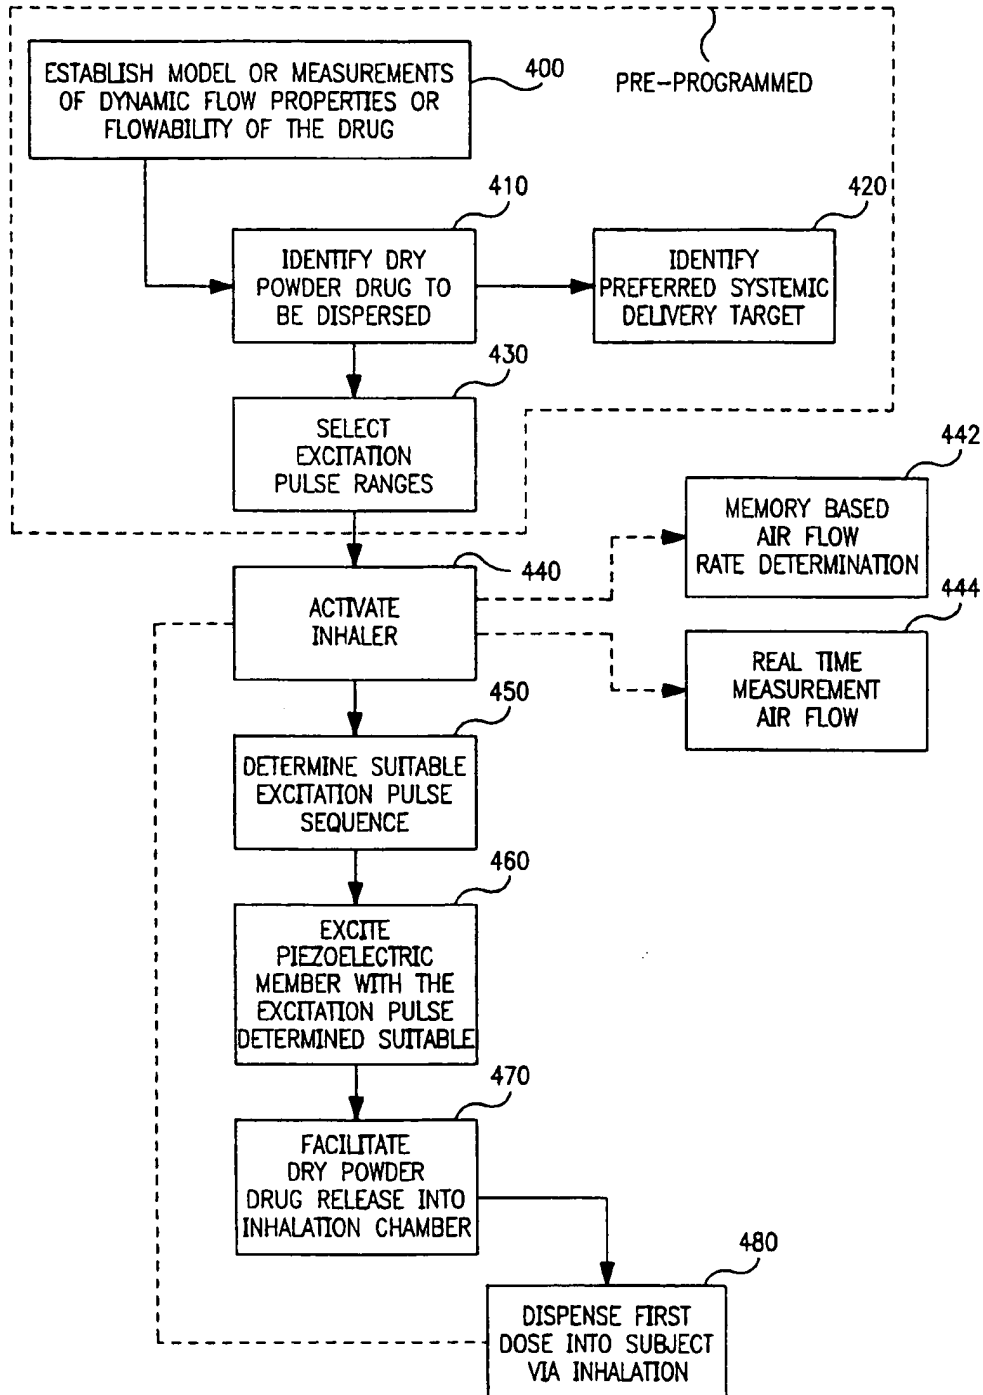 ESTABLISH MODEL OR MEASUREMENTS
OF DYNAMIC FLOW PROPERTIES OR
FLOWABILITY OF THE DRUG
400
PRE-PROGRAMMED
410
IDENTIFY DRY
POWDER DRUG TO
BE DISPERSED
420
IDENTIFY
PREFERRED SYSTEMIC
DELIVERY TARGET
430
SELECT
EXCITATION
PULSE RANGES
442
MEMORY BASED
AIR FLOW
RATE DETERMINATION
440
ACTIVATE
INHALER
444
REAL TIME
MEASUREMENT
AIR FLOW
450
DETERMINE SUITABLE
EXCITATION PULSE
SEQUENCE
460
EXCITE
PIEZOELECTRIC
MEMBER WITH THE
EXCITATION PULSE
DETERMINED SUITABLE
470
FACILITATE
DRY POWDER
DRUG RELEASE INTO
INHALATION CHAMBER
480
DISPENSE FIRST
DOSE INTO SUBJECT
VIA INHALATION